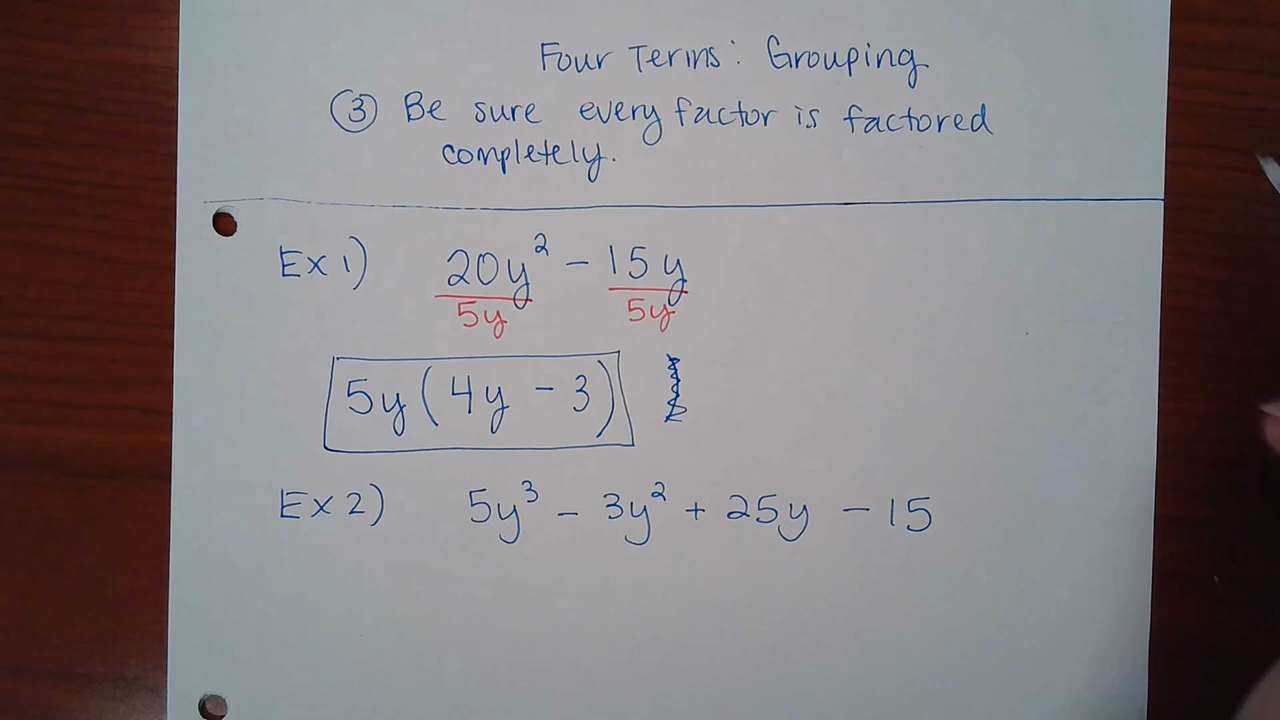 Four Terms: Grouping
③ Be sure every factor is factored
completely.
Ex 1) 20y² - 15y
5y 5y
5y(4y - 3)
Ex 2) 5y³ - 3y² + 25y - 15